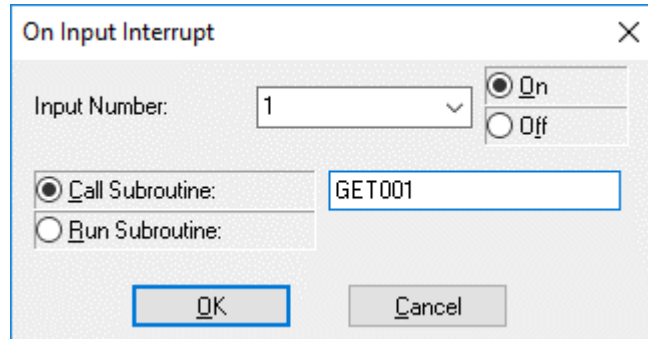 On Input Interrupt
Input Number:
1
On
Off
Call Subroutine:
GET001
Run Subroutine:
OK
Cancel